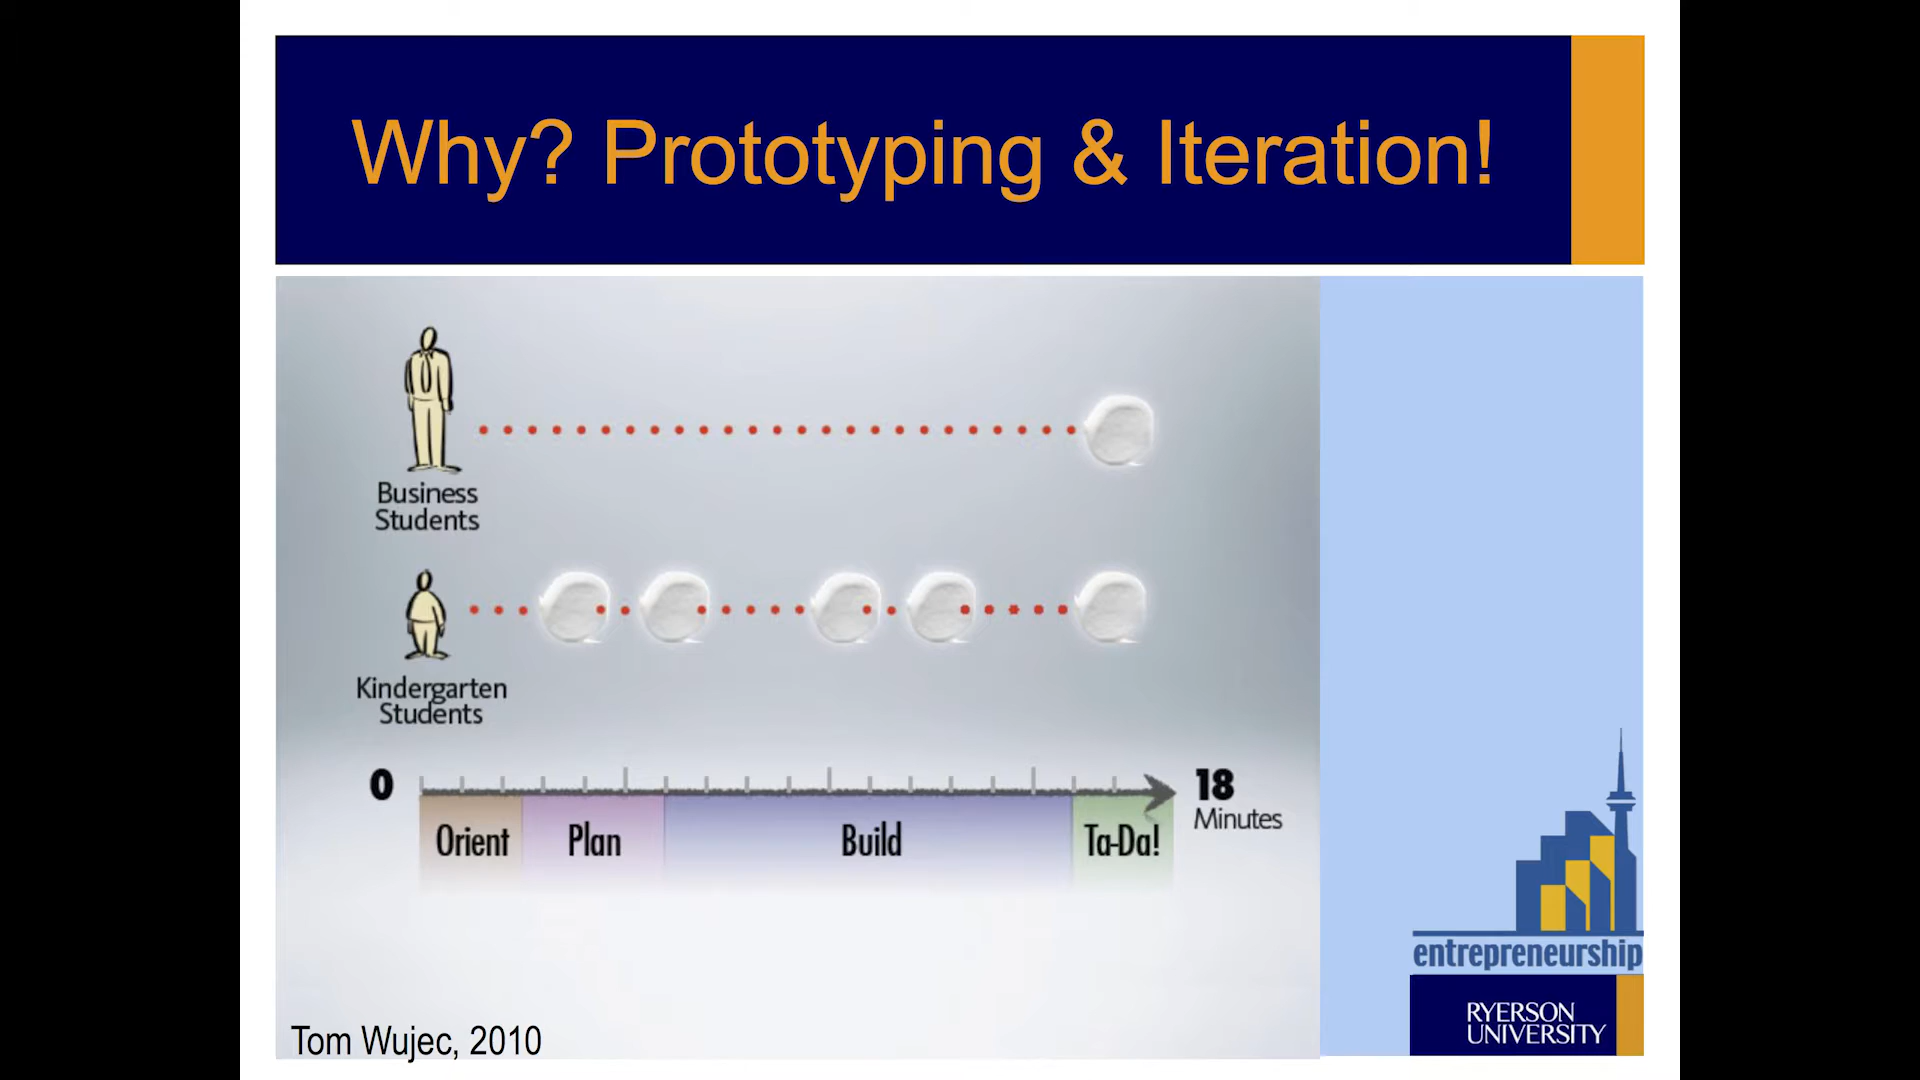 Why? Prototyping & Iteration!
Business
Students
Kindergarten
Students
0
18
Minutes
Orient
Plan
Build
Ta-Da!
Tom Wujec, 2010
entrepreneurship
RYERSON
UNIVERSITY